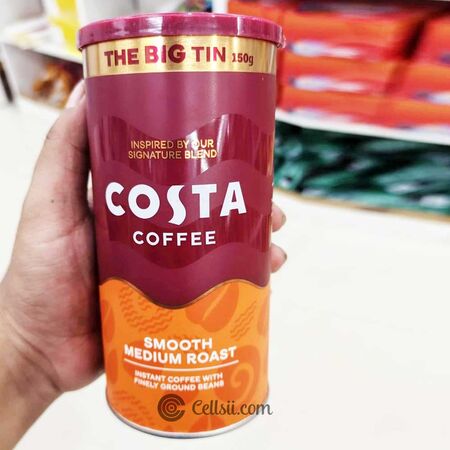 THE BIG TIN 150g
INSPIRED BY OUR
SIGNATURE BLEND
COSTA
COFFEE
SMOOTH
MEDIUM ROAST
INSTANT COFFEE WITH
FINELY GROUND BEANS
Cellsii.com